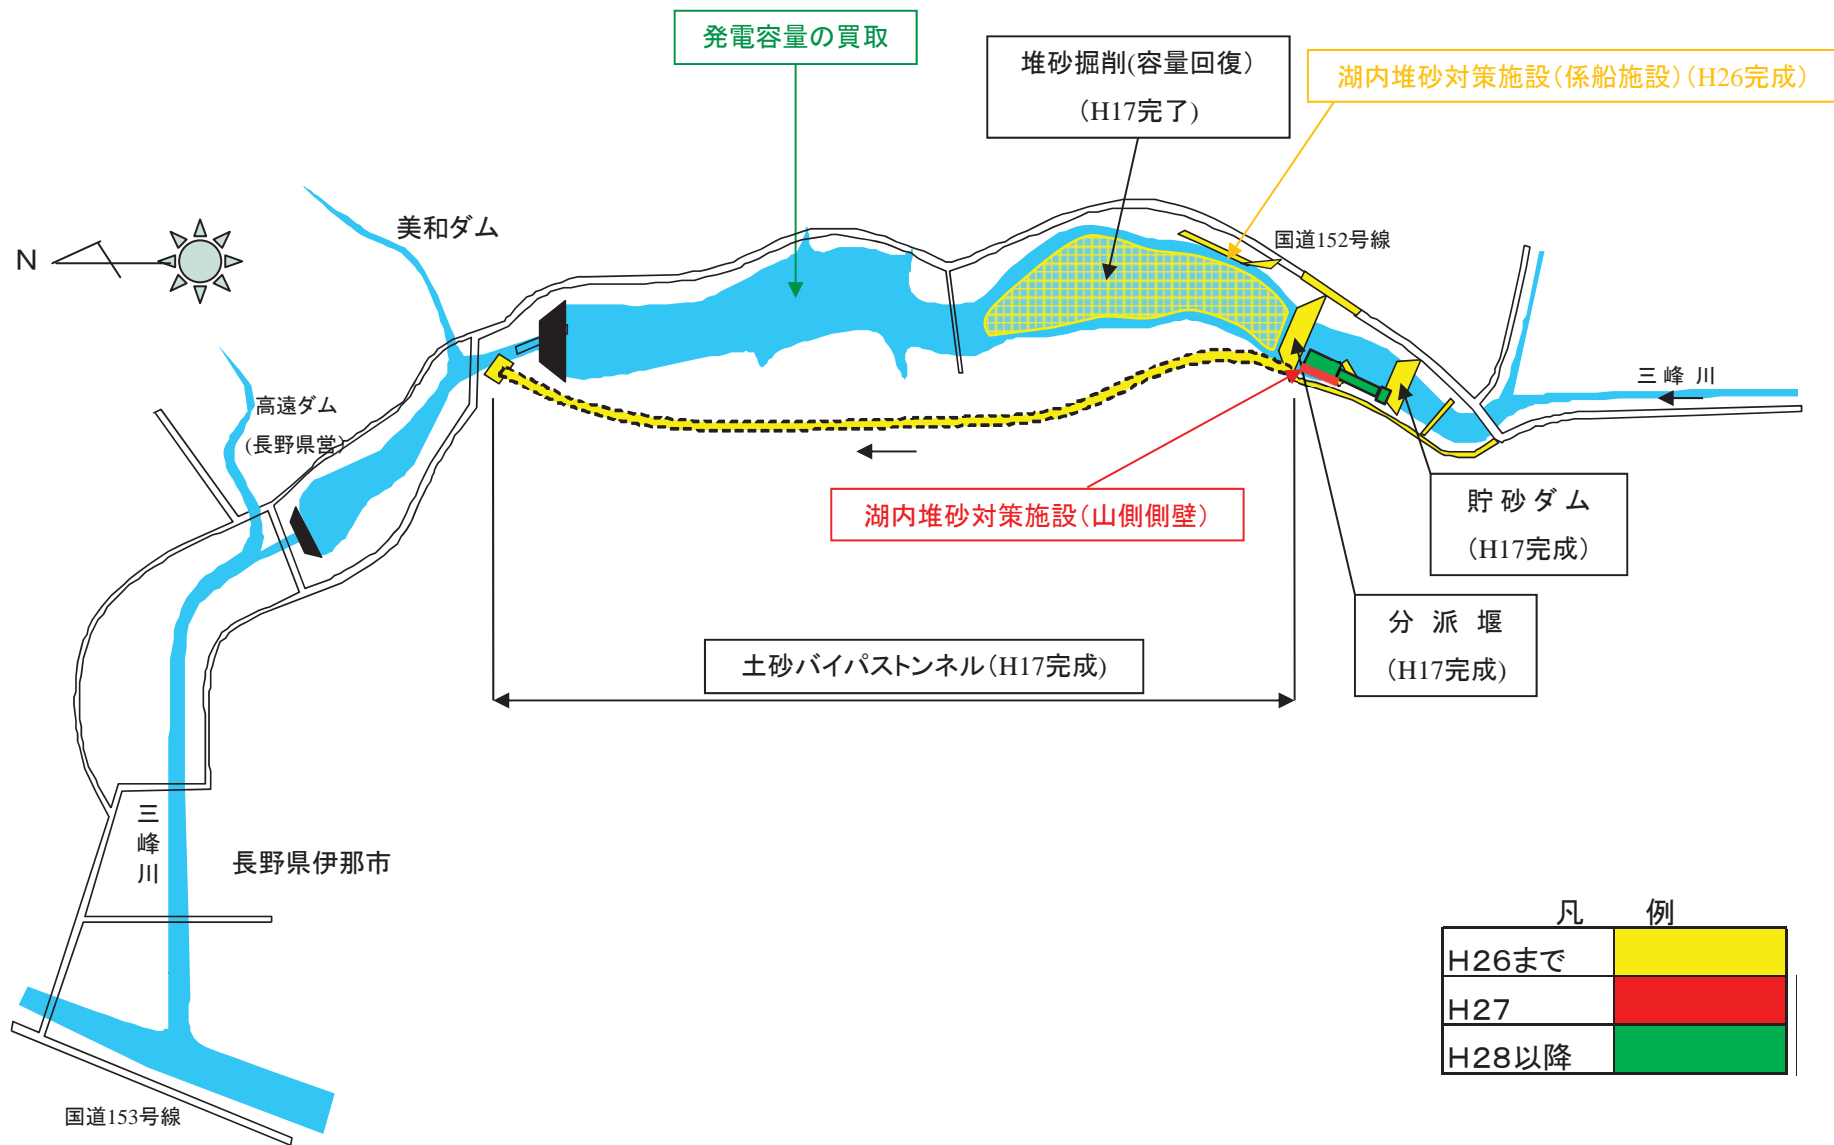 発電容量の買取
堆砂掘削(容量回復)
(H17完了)
湖内堆砂対策施設(係船施設)(H26完成)
N
美和ダム
国道152号線
三峰川
高遠ダム
(長野県営)
湖内堆砂対策施設(山側側壁)
貯砂ダム
(H17完成)
分派堰
(H17完成)
土砂バイパストンネル(H17完成)
三峰川
長野県伊那市
国道153号線
凡 例
H26まで
H27
H28以降